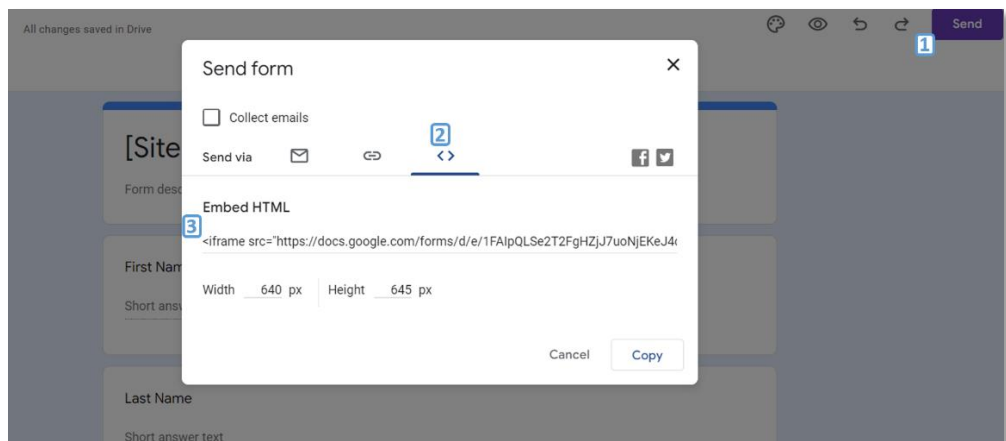 All changes saved in Drive
Send
1
Send form
Collect emails
2
Send via
[Site
Form desc
Embed HTML
3
<iframe src="https://docs.google.com/forms/d/e/1FAIpQLSe2T2FgHZjJ7uoNjEKeJ4
First Nam
Width 640 px Height 645 px
Short answ
Cancel Copy
Last Name
Short answer text